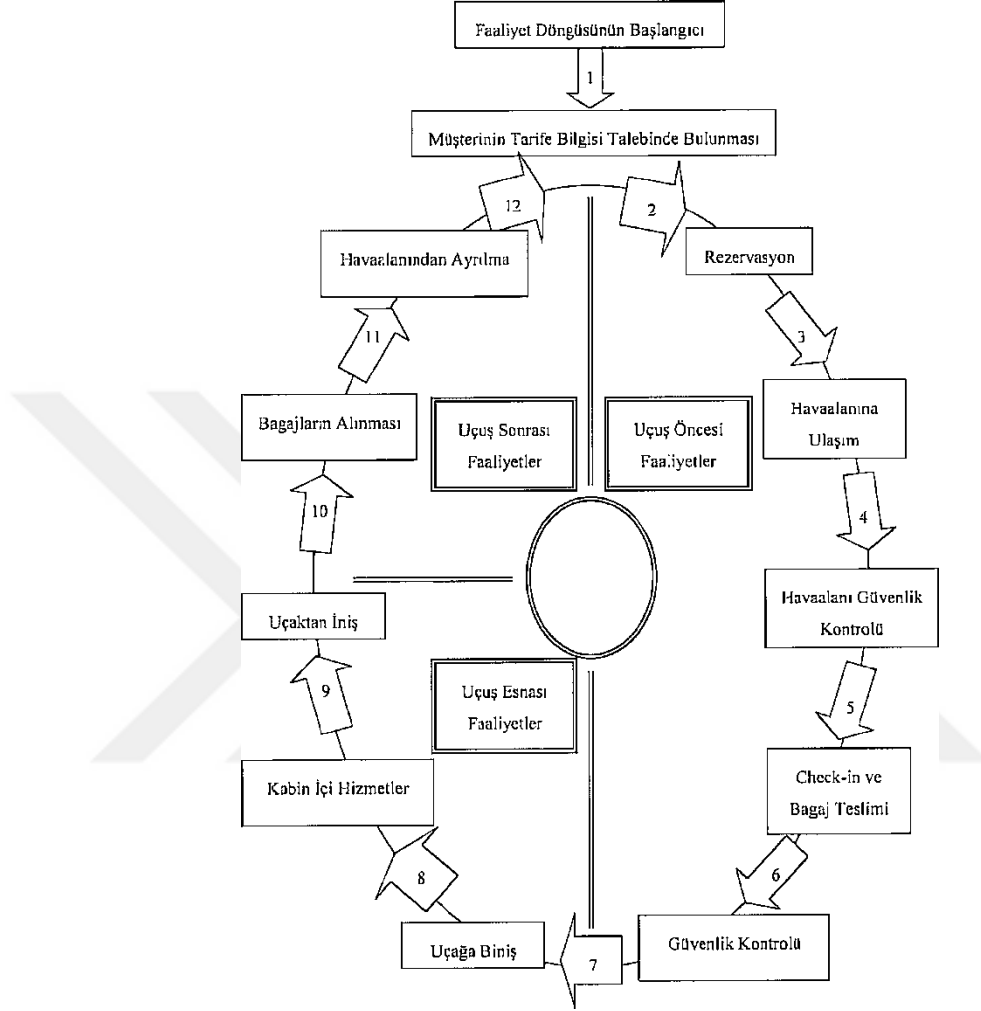 Faaliyet Döngüsünün Başlangıcı
1
Müşterinin Tarife Bilgisi Talebinde Bulunması
12
2
Havaalanından Ayrılma
Rezervasyon
11
3
Bagajların Alınması
Uçuş Sonrası
Faaliyetler
Uçuş Öncesi
Faaliyetler
Havaalanına
Ulaşım
10
4
Uçaktan İniş
Havaalanı Güvenlik
Kontrolü
9
Uçuş Esnası
Faaliyetler
5
Kabin İçi Hizmetler
Check-in ve
Bagaj Teslimi
8
6
Uçağa Biniş
7
Güvenlik Kontrolü